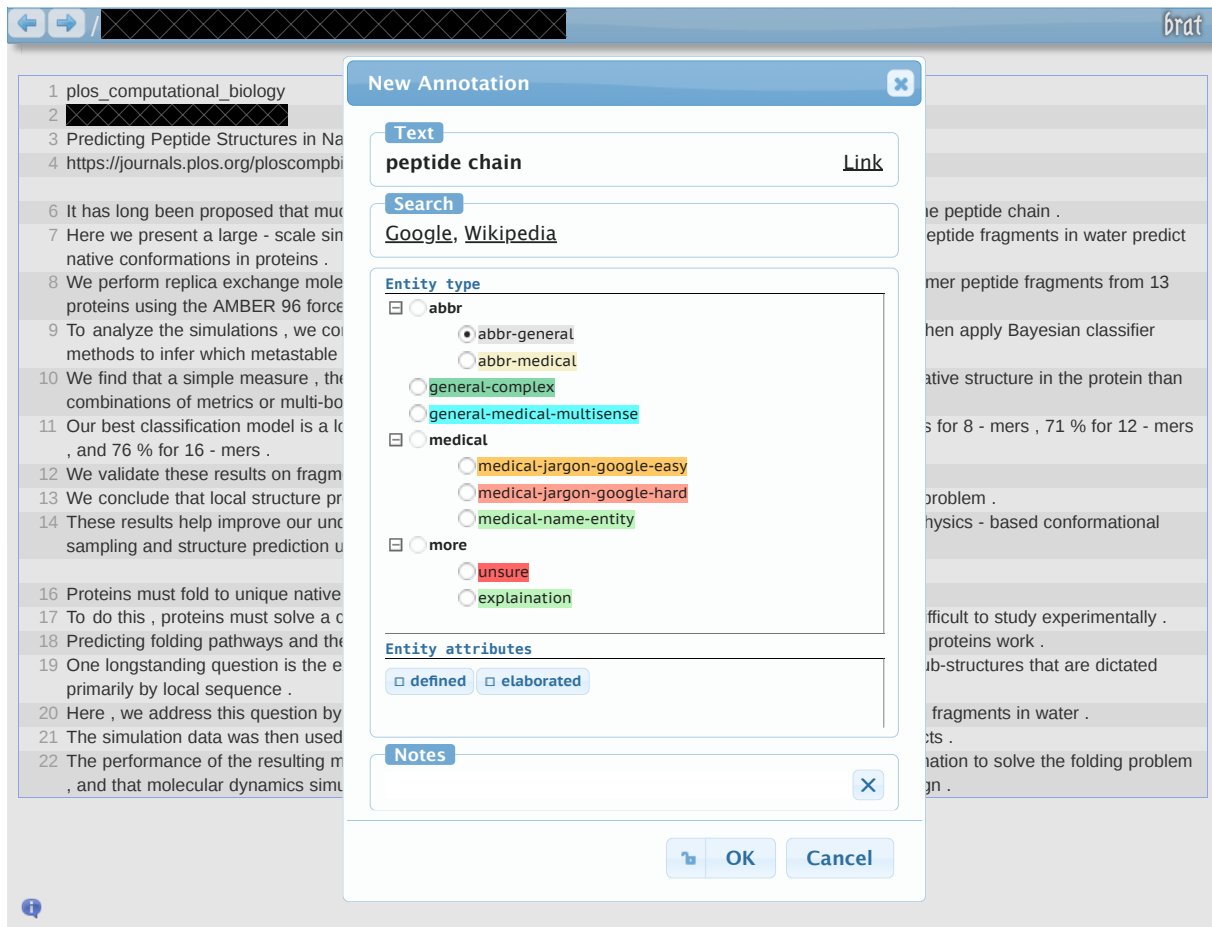 /
brat
1 plos_computational_biology
2
3 Predicting Peptide Structures in Na
4 https://journals.plos.org/ploscompbi
6 It has long been proposed that muc
e peptide chain .
7 Here we present a large - scale sim
eptide fragments in water predict
native conformations in proteins .
8 We perform replica exchange mole
mer peptide fragments from 13
proteins using the AMBER 96 force
9 To analyze the simulations , we co
hen apply Bayesian classifier
methods to infer which metastable
10 We find that a simple measure , the
ative structure in the protein than
combinations of metrics or multi-bo
11 Our best classification model is a lo
s for 8 - mers , 71 % for 12 - mers
, and 76 % for 16 - mers .
12 We validate these results on fragm
13 We conclude that local structure pr
roblem .
14 These results help improve our und
hysics - based conformational
sampling and structure prediction u
16 Proteins must fold to unique native
17 To do this , proteins must solve a c
fficult to study experimentally .
18 Predicting folding pathways and the
proteins work .
19 One longstanding question is the e
ub-structures that are dictated
primarily by local sequence .
20 Here , we address this question by
fragments in water .
21 The simulation data was then used
cts .
22 The performance of the resulting m
nation to solve the folding problem
, and that molecular dynamics simu
gn .
New Annotation
Text
peptide chain
Link
Search
Google, Wikipedia
Entity type
abbr
abbr-general
abbr-medical
general-complex
general-medical-multisense
medical
medical-jargon-google-easy
medical-jargon-google-hard
medical-name-entity
more
unsure
explaination
Entity attributes
defined elaborated
Notes
OK
Cancel